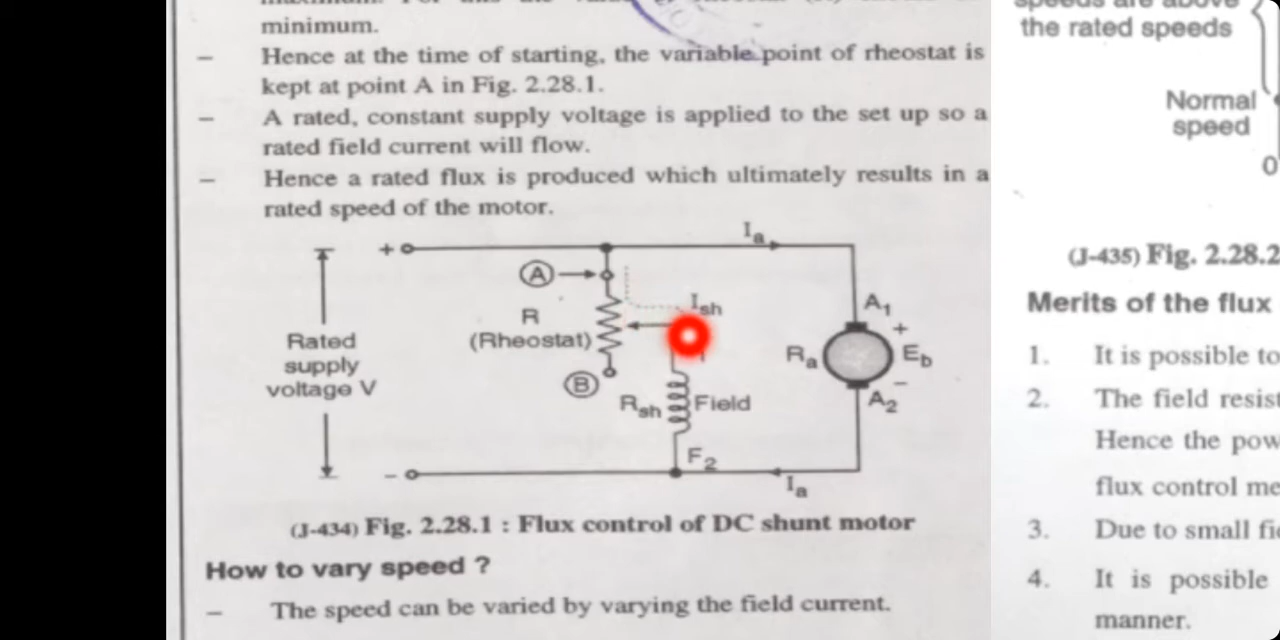 minimum.
– Hence at the time of starting, the variable point of rheostat is
kept at point A in Fig. 2.28.1.
– A rated, constant supply voltage is applied to the set up so a
rated field current will flow.
– Hence a rated flux is produced which ultimately results in a
rated speed of the motor.
+
Ia
A
R
(Rheostat)
Ish
B
Rated
supply
voltage V
Rsh
Field
F2
A1
+
Ra
Eb
–
A2
–
Ia
(J-434) Fig. 2.28.1 : Flux control of DC shunt motor
How to vary speed ?
– The speed can be varied by varying the field current.
speeds are above
the rated speeds
Normal
speed
0
(J-435) Fig. 2.28.2
Merits of the flux
1. It is possible to
2. The field
Hence the
flux control
3. Due to small
4. It is possible
manner.